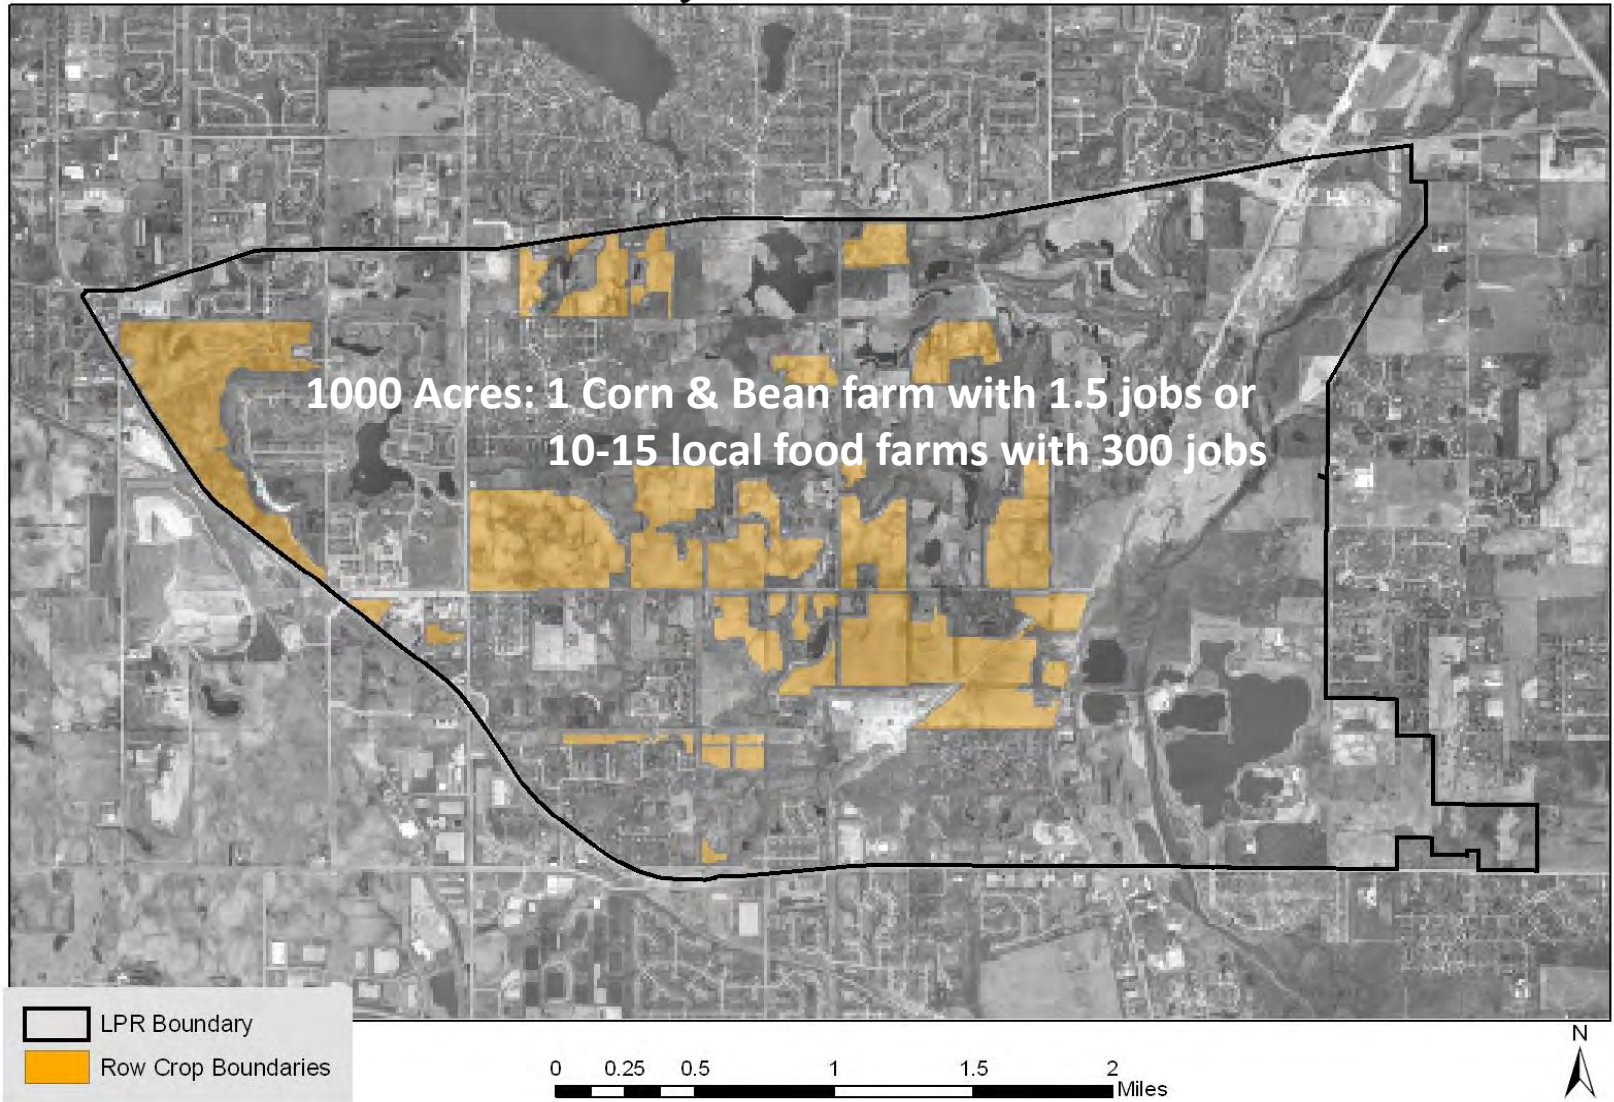 1000 Acres: 1 Corn & Bean farm with 1.5 jobs or
10-15 local food farms with 300 jobs
LPR Boundary
Row Crop Boundaries
0 0.25 0.5 1 1.5 2
Miles
N